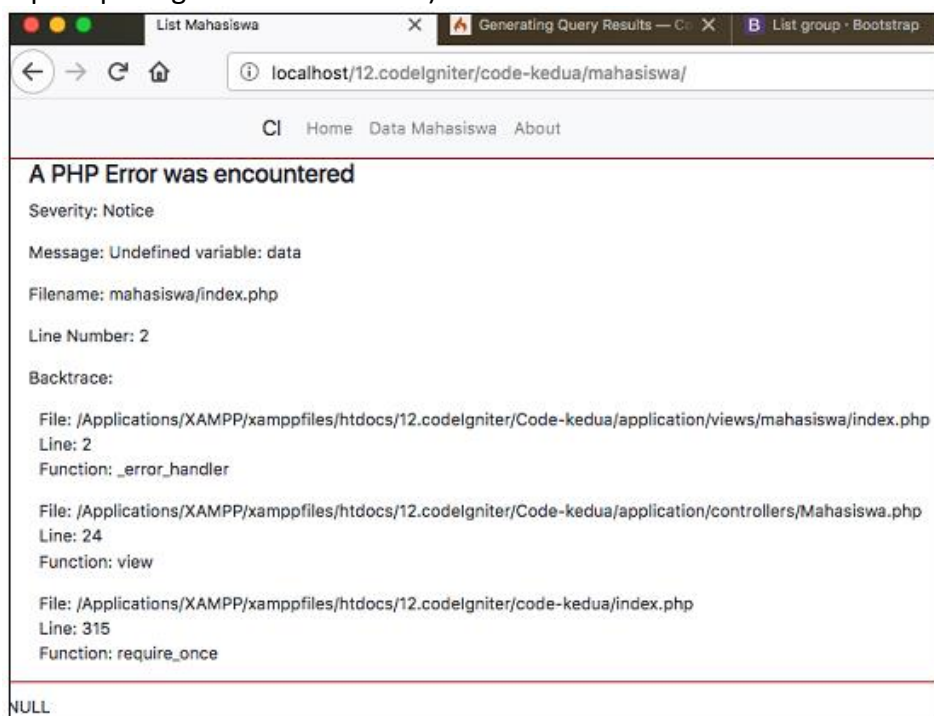 List Mahasiswa
Generating Query Results — Co
List group · Bootstrap
localhost/12.codeIgniter/code-kedua/mahasiswa/
CI Home Data Mahasiswa About
A PHP Error was encountered
Severity: Notice
Message: Undefined variable: data
Filename: mahasiswa/index.php
Line Number: 2
Backtrace:
File: /Applications/XAMPP/xamppfiles/htdocs/12.codeIgniter/Code-kedua/application/views/mahasiswa/index.php
Line: 2
Function: _error_handler
File: /Applications/XAMPP/xamppfiles/htdocs/12.codeIgniter/Code-kedua/application/controllers/Mahasiswa.php
Line: 24
Function: view
File: /Applications/XAMPP/xamppfiles/htdocs/12.codeIgniter/code-kedua/index.php
Line: 315
Function: require_once
NULL